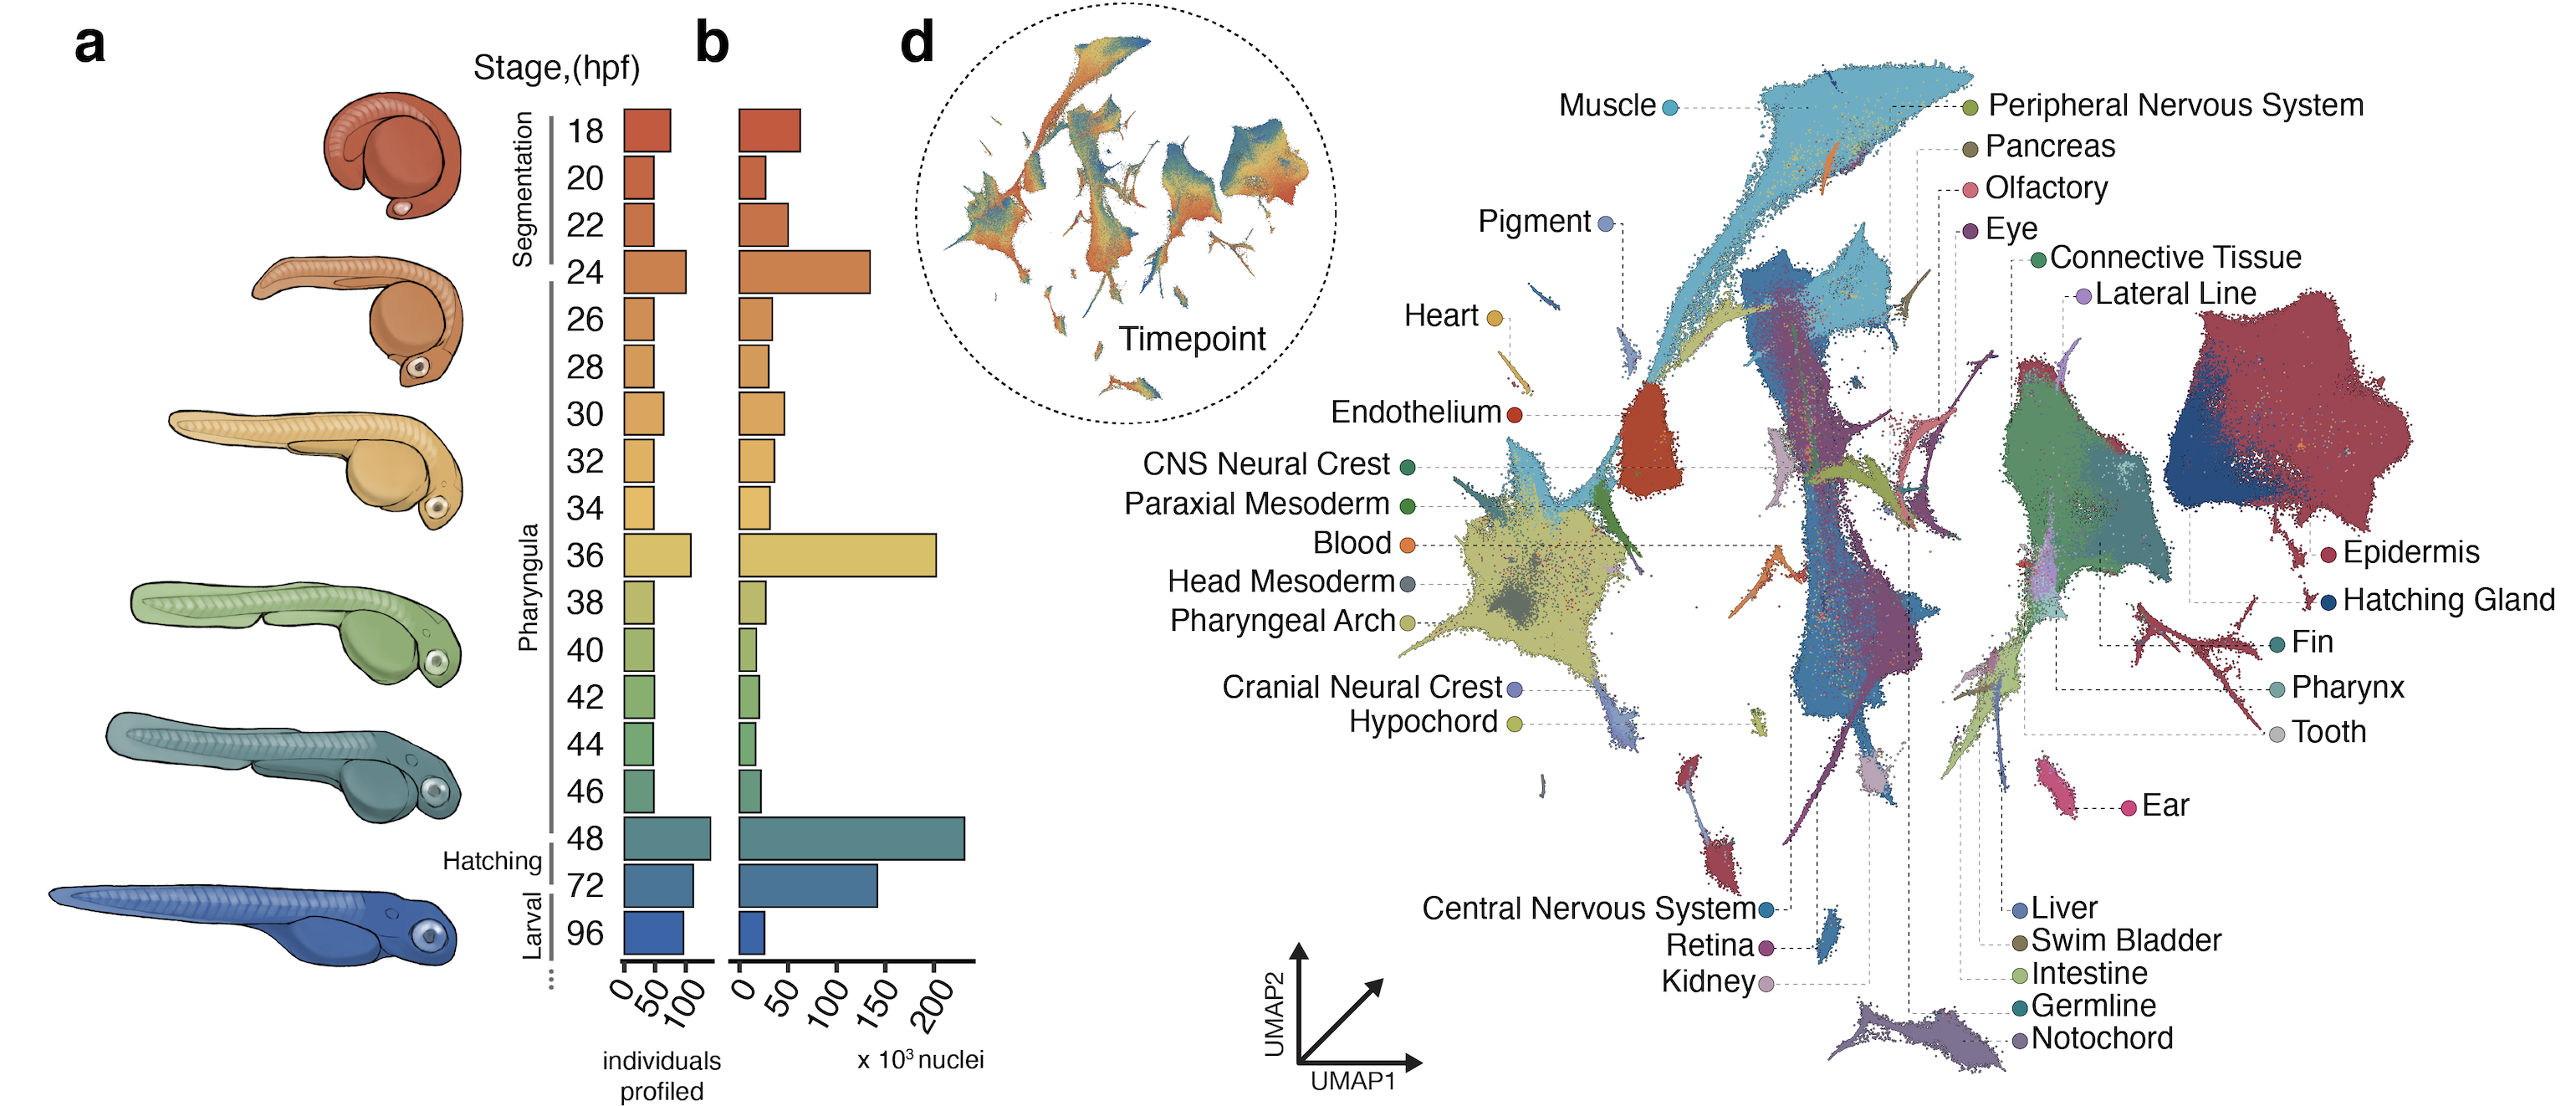 a
b
d
Stage,(hpf)
Segmentation
Pharyngula
Hatching
Larval
18
20
22
24
26
28
30
32
34
36
38
40
42
44
46
48
72
96
0
50
100
individuals
profiled
0
50
100
150
200
x 10³ nuclei
Timepoint
Muscle
Pigment
Heart
Endothelium
CNS Neural Crest
Paraxial Mesoderm
Blood
Head Mesoderm
Pharyngeal Arch
Cranial Neural Crest
Hypochord
Central Nervous System
Retina
Kidney
Peripheral Nervous System
Pancreas
Olfactory
Eye
Connective Tissue
Lateral Line
Epidermis
Hatching Gland
Fin
Pharynx
Tooth
Ear
Liver
Swim Bladder
Intestine
Germline
Notochord
UMAP2
UMAP1